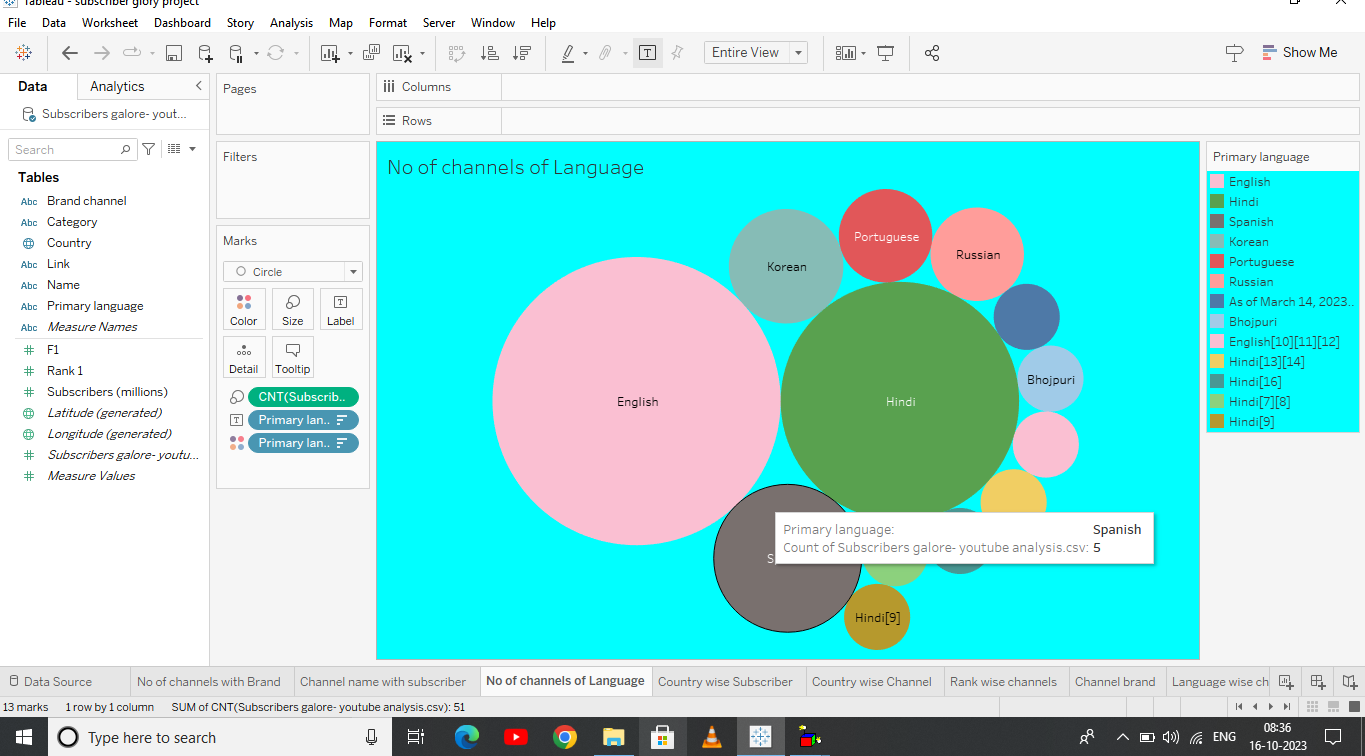 Tableau - subscriber glory project
File Data Worksheet Dashboard Story Analysis Map Format Server Window Help
Entire View
Show Me
Data Analytics
Subscribers galore- yout...
Search
Tables
Abc Brand channel
Abc Category
Country
Abc Link
Abc Name
Abc Primary language
Abc Measure Names
F1
Rank 1
Subscribers (millions)
Latitude (generated)
Longitude (generated)
Subscribers galore- youtu...
Measure Values
Pages
Filters
Marks
Circle
Color Size Label
Detail Tooltip
CNT(Subscrib..
Primary lan..
Primary lan..
Columns
Rows
No of channels of Language
Portuguese
Russian
Korean
Bhojpuri
English
Hindi
Primary language: Spanish
Count of Subscribers galore- youtube analysis.csv: 5
S
Hindi[9]
Primary language
English
Hindi
Spanish
Korean
Portuguese
Russian
As of March 14, 2023..
Bhojpuri
English[10][11][12]
Hindi[13][14]
Hindi[16]
Hindi[7][8]
Hindi[9]
Data Source No of channels with Brand Channel name with subscriber No of channels of Language Country wise Subscriber Country wise Channel Rank wise channels Channel brand Language wise ch
13 marks 1 row by 1 column SUM of CNT(Subscribers galore- youtube analysis.csv): 51
Type here to search
ENG
08:36
16-10-2023